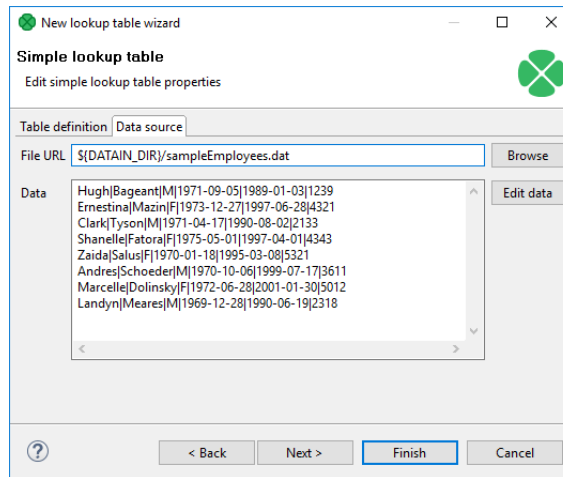 New lookup table wizard
Simple lookup table
Edit simple lookup table properties
Table definition Data source
File URL ${DATAIN_DIR}/sampleEmployees.dat Browse
Data Edit data
Hugh|Bageant|M|1971-09-05|1989-01-03|1239
Ernestina|Mazin|F|1973-12-27|1997-06-28|4321
Clark|Tyson|M|1971-04-17|1990-08-02|2133
Shanelle|Fatora|F|1975-05-01|1997-04-01|4343
Zaida|Salus|F|1970-01-18|1995-03-08|5321
Andres|Schoeder|M|1970-10-06|1999-07-17|3611
Marcelle|Dolinsky|F|1972-06-28|2001-01-30|5012
Landyn|Meares|M|1969-12-28|1990-06-19|2318
? < Back Next > Finish Cancel